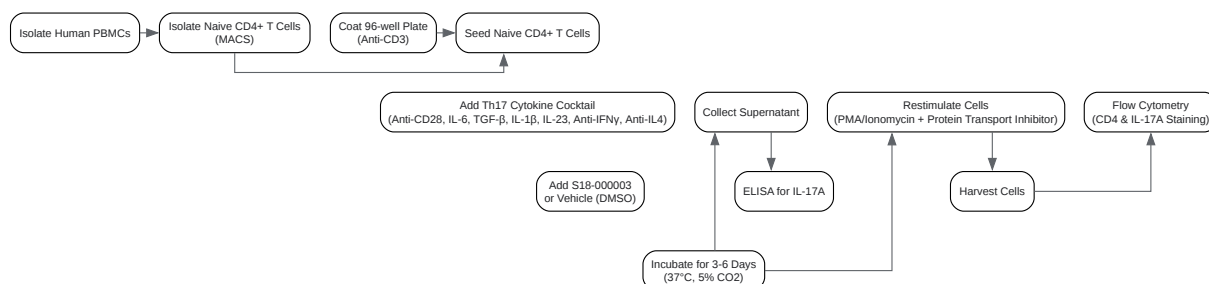 Isolate Human PBMCs
Isolate Naive CD4+ T Cells
(MACS)
Coat 96-well Plate
(Anti-CD3)
Seed Naive CD4+ T Cells
Add Th17 Cytokine Cocktail
(Anti-CD28, IL-6, TGF-β, IL-1β, IL-23, Anti-IFNγ, Anti-IL4)
Collect Supernatant
Restimulate Cells
(PMA/Ionomycin + Protein Transport Inhibitor)
Flow Cytometry
(CD4 & IL-17A Staining)
Add S18-000003
or Vehicle (DMSO)
ELISA for IL-17A
Harvest Cells
Incubate for 3-6 Days
(37°C, 5% CO2)